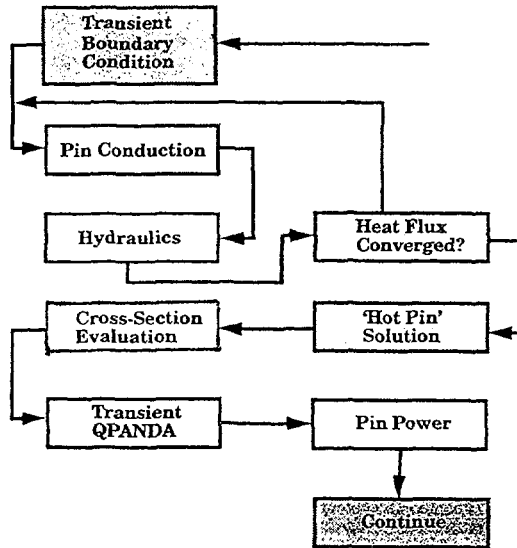 Transient
Boundary
Condition
Pin Conduction
Hydraulics
Heat Flux
Converged?
Cross-Section
Evaluation
'Hot Pin'
Solution
Transient
QPANDA
Pin Power
Continue